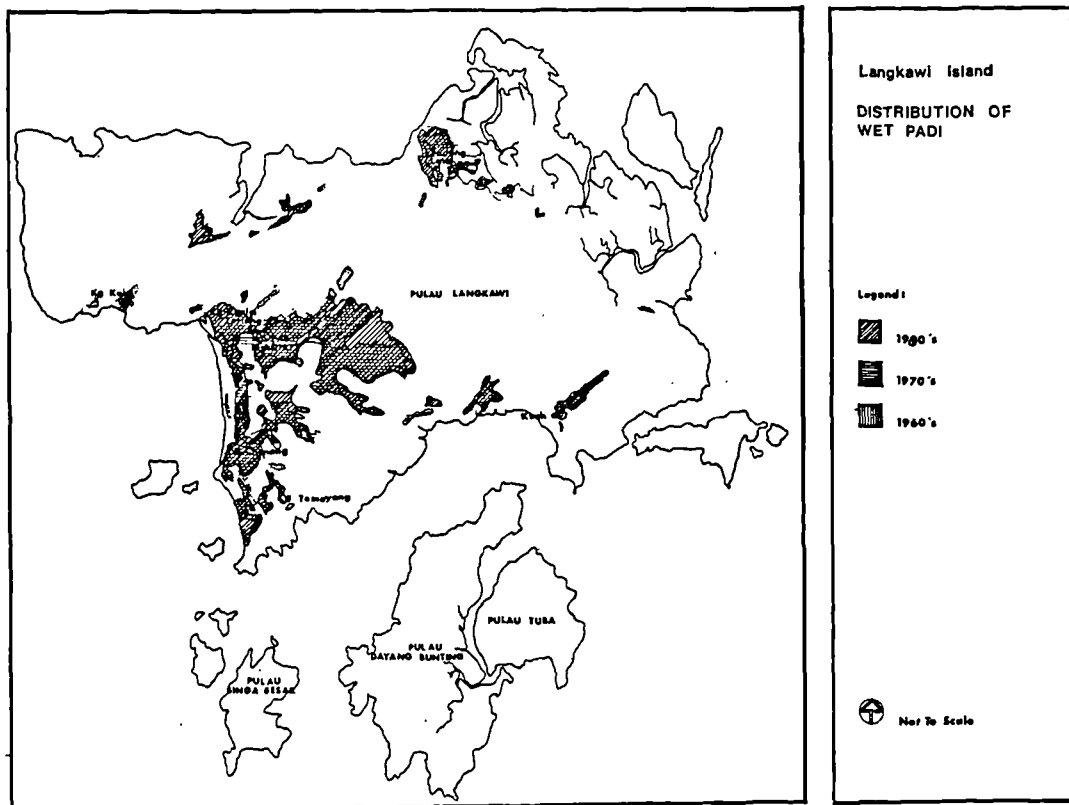 PULAU LANGKAWI
Kuah
Temoyong
PULAU TUBA
PULAU
DAYANG BUNTING
PULAU
SINGA BESAR
Langkawi Island
DISTRIBUTION OF
WET PADI
Legend :
1980's
1970's
1960's
Not To Scale